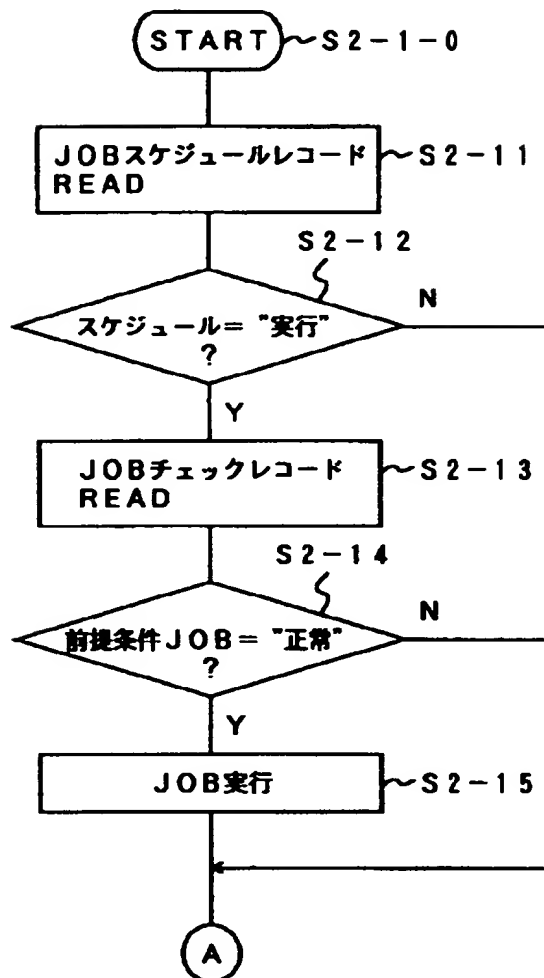 START
S2-1-0
JOBスケジュールレコード
READ
S2-11
S2-12
スケジュール= "実行"
?
N
Y
JOBチェックレコード
READ
S2-13
S2-14
前提条件JOB= "正常"
?
N
Y
JOB実行
S2-15
A